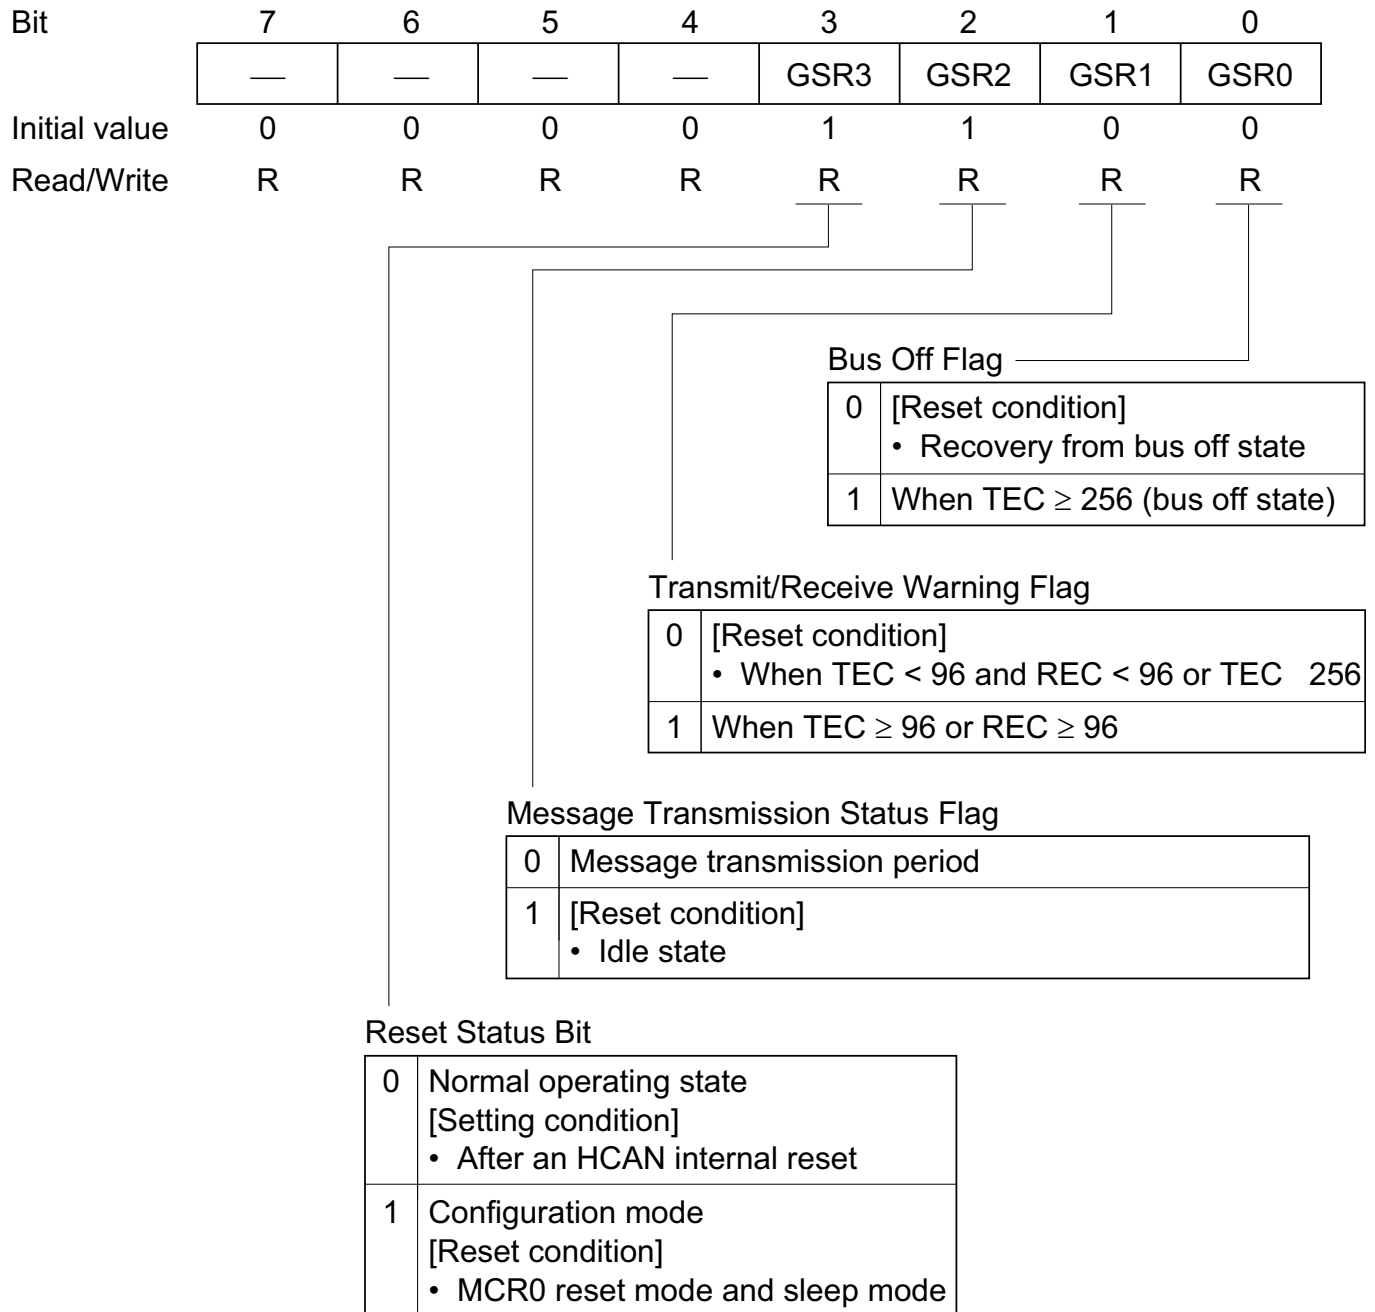 Bit 7 6 5 4 3 2 1 0
— — — — GSR3 GSR2 GSR1 GSR0
Initial value 0 0 0 0 1 1 0 0
Read/Write R R R R R R R R
Bus Off Flag
0 [Reset condition]
• Recovery from bus off state
1 When TEC ≥ 256 (bus off state)
Transmit/Receive Warning Flag
0 [Reset condition]
• When TEC < 96 and REC < 96 or TEC 256
1 When TEC ≥ 96 or REC ≥ 96
Message Transmission Status Flag
0 Message transmission period
1 [Reset condition]
• Idle state
Reset Status Bit
0 Normal operating state
[Setting condition]
• After an HCAN internal reset
1 Configuration mode
[Reset condition]
• MCR0 reset mode and sleep mode